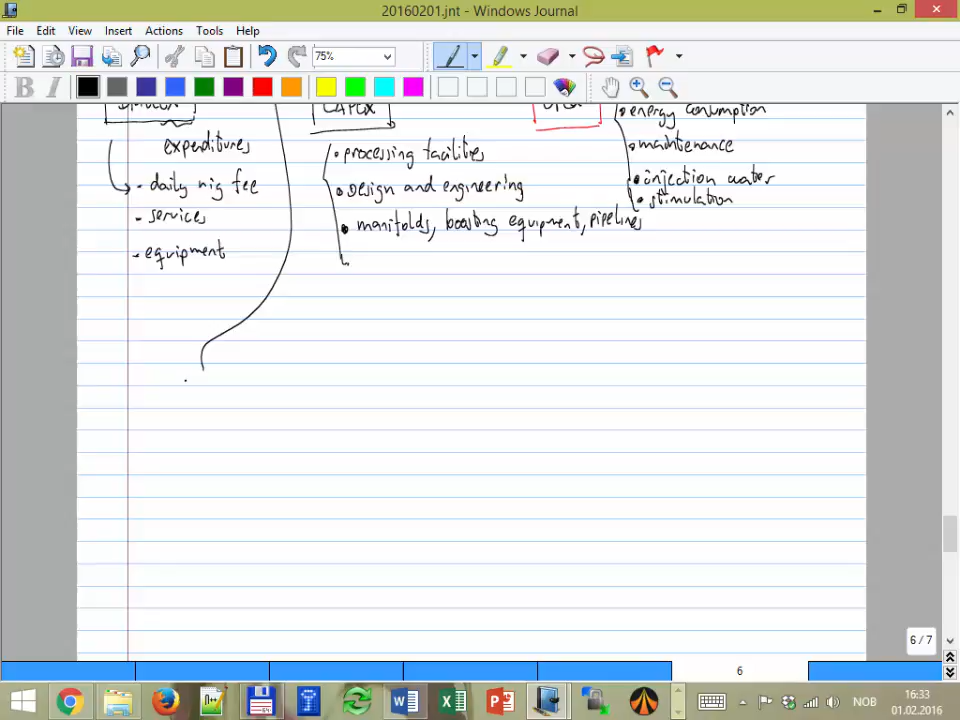 20160201.jnt - Windows Journal
File Edit View Insert Actions Tools Help
75%
B I
CAPEX
energy consumption
expenditures
processing facilities
maintenance
daily rig fee
Design and engineering
injection water
stimulation
services
manifolds, boosting equipment, pipelines
equipment
6 / 7
6
NOB
16:33
01.02.2016